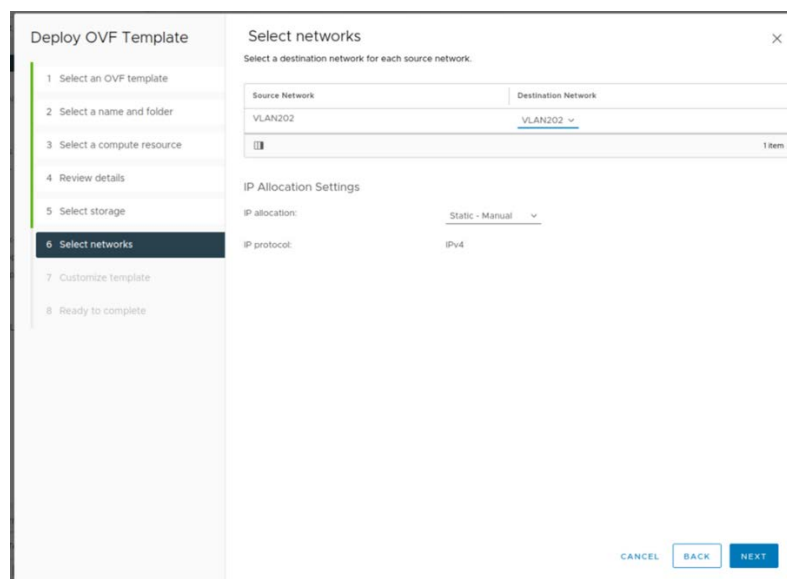 Deploy OVF Template
1 Select an OVF template
2 Select a name and folder
3 Select a compute resource
4 Review details
5 Select storage
6 Select networks
7 Customize template
8 Ready to complete
Select networks
Select a destination network for each source network.
Source Network Destination Network
VLAN202 VLAN202
1 item
IP Allocation Settings
IP allocation: Static - Manual
IP protocol: IPv4
CANCEL BACK NEXT